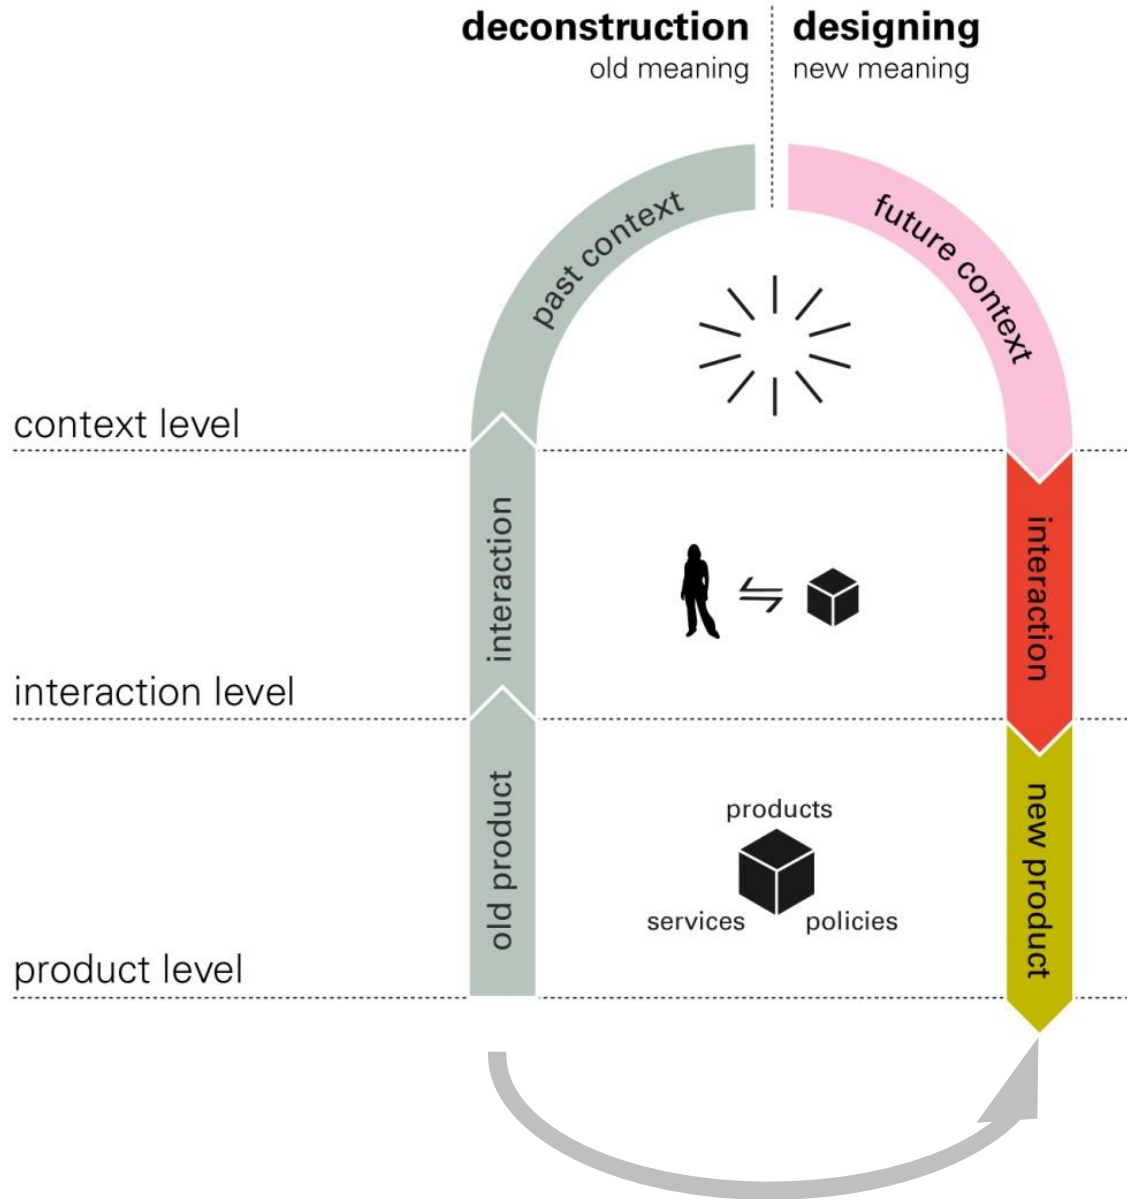 deconstruction
old meaning
designing
new meaning
past context
future context
context level
interaction
interaction
interaction level
products
old product
new product
services
policies
product level